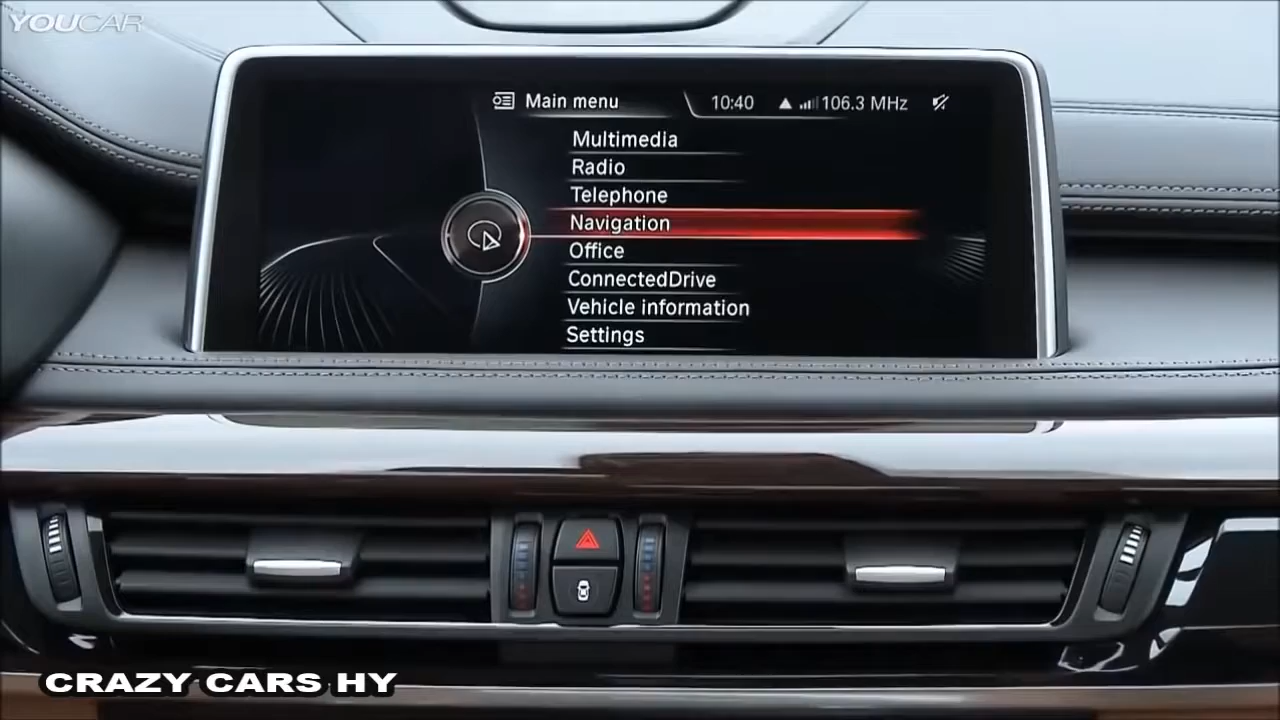 YOUCAR
Main menu 10:40 106.3 MHz
Multimedia
Radio
Telephone
Navigation
Office
ConnectedDrive
Vehicle information
Settings
CRAZY CARS HY